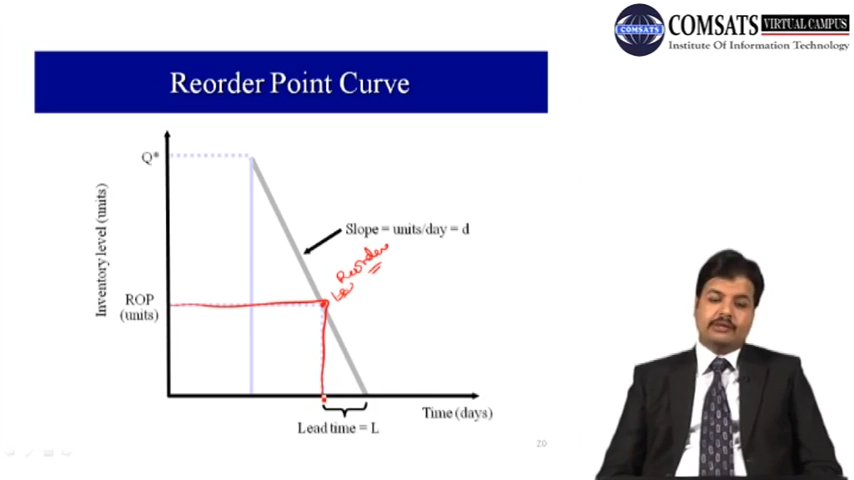 COMSATS VIRTUAL CAMPUS
Institute Of Information Technology
COMSATS
Reorder Point Curve
Q*
Slope = units/day = d
Reorder
Inventory level (units)
ROP
(units)
Time (days)
Lead time = L
20